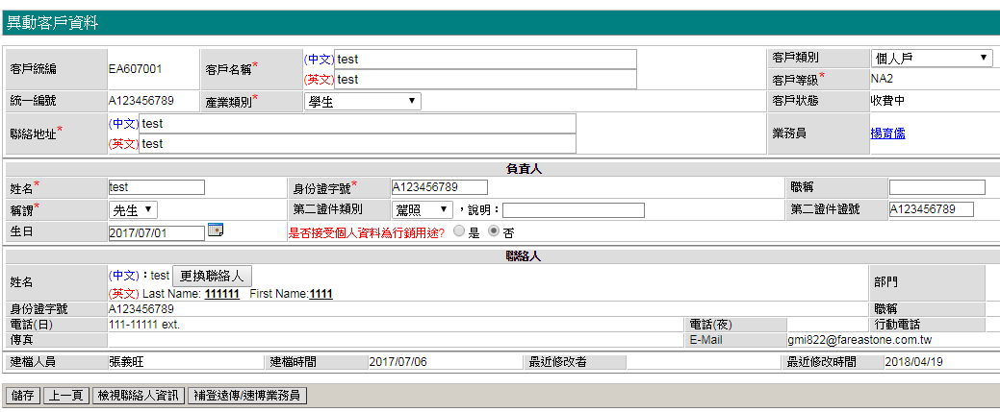 異動客戶資料
客戶統編 EA607001 客戶名稱* (中文) test 客戶類別 個人戶
(英文) test 客戶等級* NA2
統一編號 A123456789 產業類別* 學生 客戶狀態 收費中
聯絡地址* (中文) test 業務員 楊育儒
(英文) test
負責人
姓名* test 身份證字號* A123456789 職稱
稱謂* 先生 第二證件類別 駕照 ,說明: 第二證件證號 A123456789
生日 2017/07/01 是否接受個人資料為行銷用途? 是 否
聯絡人
姓名 (中文):test 更換聯絡人 部門
(英文) Last Name: 111111 First Name:1111
身份證字號 A123456789 職稱
電話(日) 111-11111 ext. 電話(夜) 行動電話
傳真 E-Mail gmi822@fareastone.com.tw
建檔人員 張義旺 建檔時間 2017/07/06 最近修改者 最近修改時間 2018/04/19
儲存 上一頁 檢視聯絡人資訊 補登遠傳/速博業務員